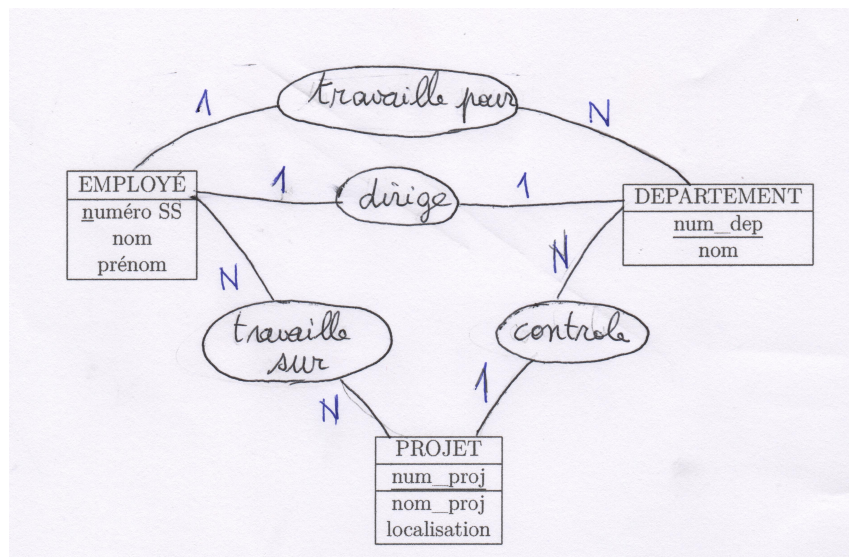 travaille pour
1
N
EMPLOYÉ
numéro SS
nom
prénom
1
dirige
1
DEPARTEMENT
num_dep
nom
N
N
travaille
sur
controle
N
1
PROJET
num_proj
nom_proj
localisation